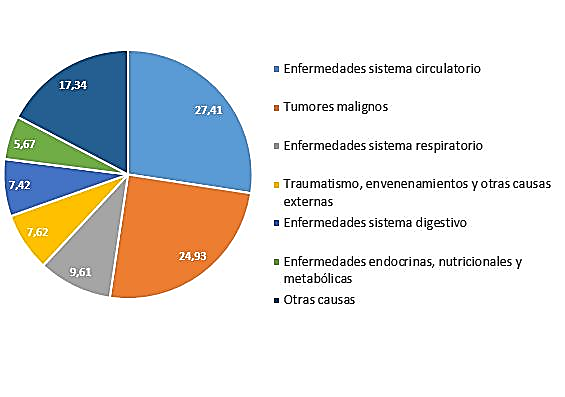 17,34
27,41
5,67
7,42
7,62
9,61
24,93
Enfermedades sistema circulatorio
Tumores malignos
Enfermedades sistema respiratorio
Traumatismo, envenenamientos y otras causas
externas
Enfermedades sistema digestivo
Enfermedades endocrinas, nutricionales y
metabólicas
Otras causas